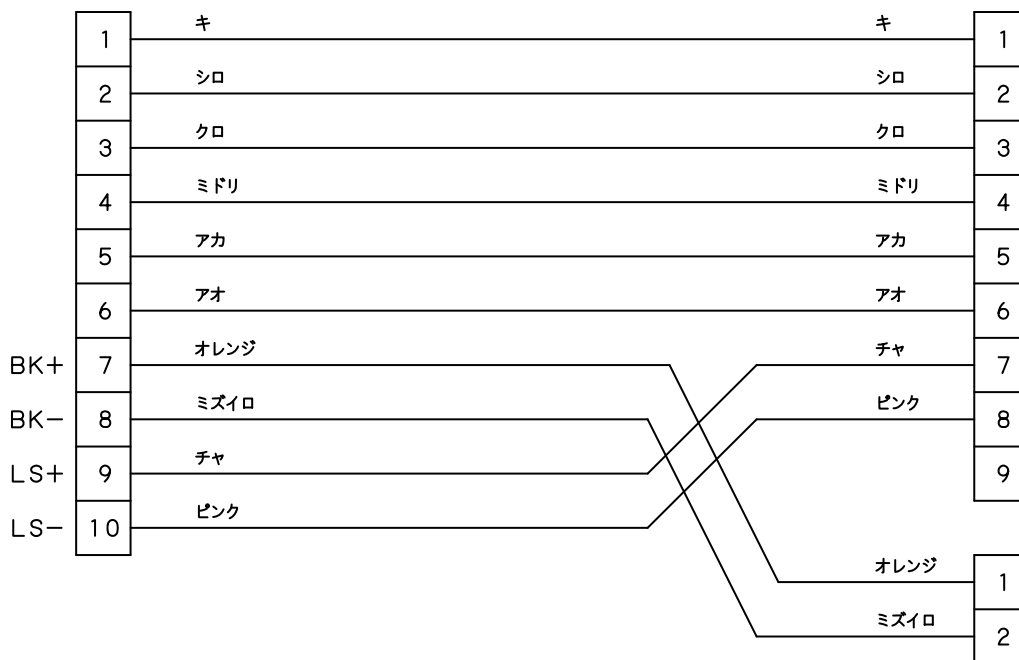 1 キ キ 1
2 シロ シロ 2
3 クロ クロ 3
4 ミドリ ミドリ 4
5 アカ アカ 5
6 アオ アオ 6
BK+ 7 オレンジ チャ 7
BK- 8 ミズイロ ピンク 8
LS+ 9 チャ 9
LS- 10 ピンク
オレンジ 1
ミズイロ 2